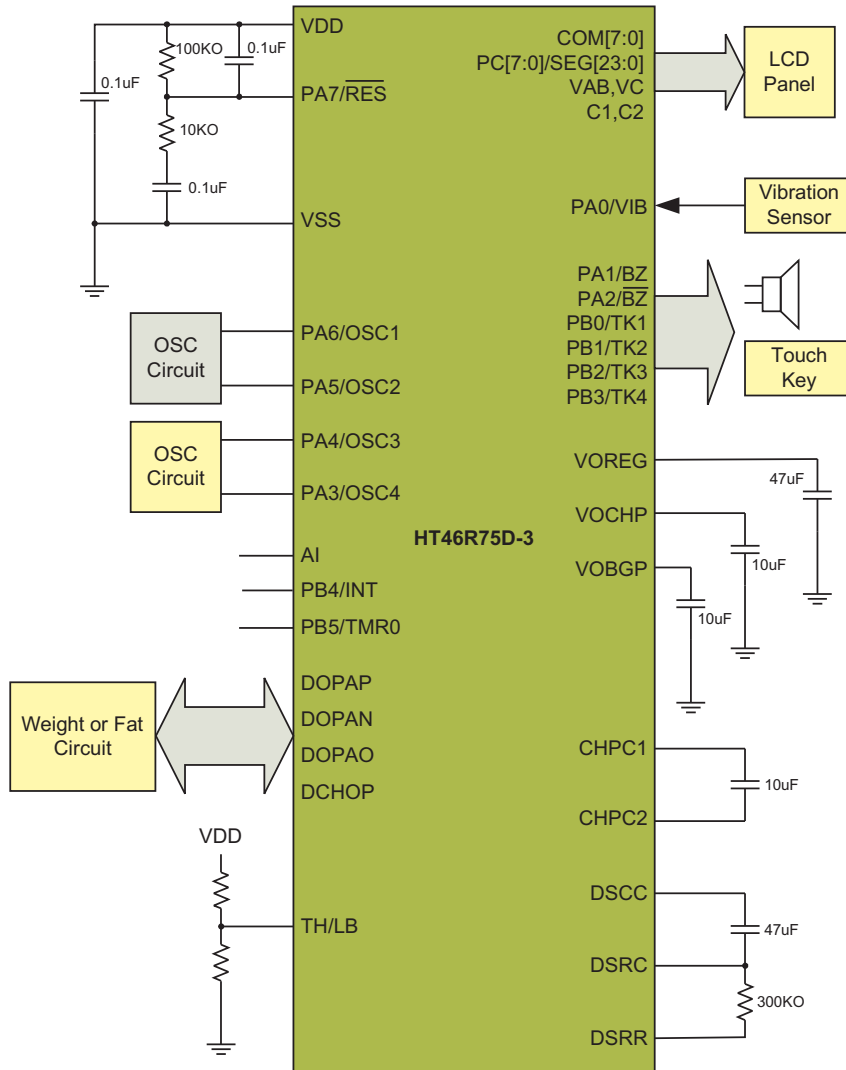 VDD
100KO
0.1uF
0.1uF
PA7/RES
10KO
0.1uF
VSS
OSC
Circuit
PA6/OSC1
PA5/OSC2
OSC
Circuit
PA4/OSC3
PA3/OSC4
AI
PB4/INT
PB5/TMR0
Weight or Fat
Circuit
DOPAP
DOPAN
DOPAO
DCHOP
VDD
TH/LB
HT46R75D-3
COM[7:0]
PC[7:0]/SEG[23:0]
VAB,VC
C1,C2
LCD
Panel
PA0/VIB
Vibration
Sensor
PA1/BZ
PA2/BZ
PB0/TK1
PB1/TK2
PB2/TK3
PB3/TK4
Touch
Key
VOREG
47uF
VOCHP
10uF
VOBGP
10uF
CHPC1
10uF
CHPC2
DSCC
47uF
DSRC
300KO
DSRR